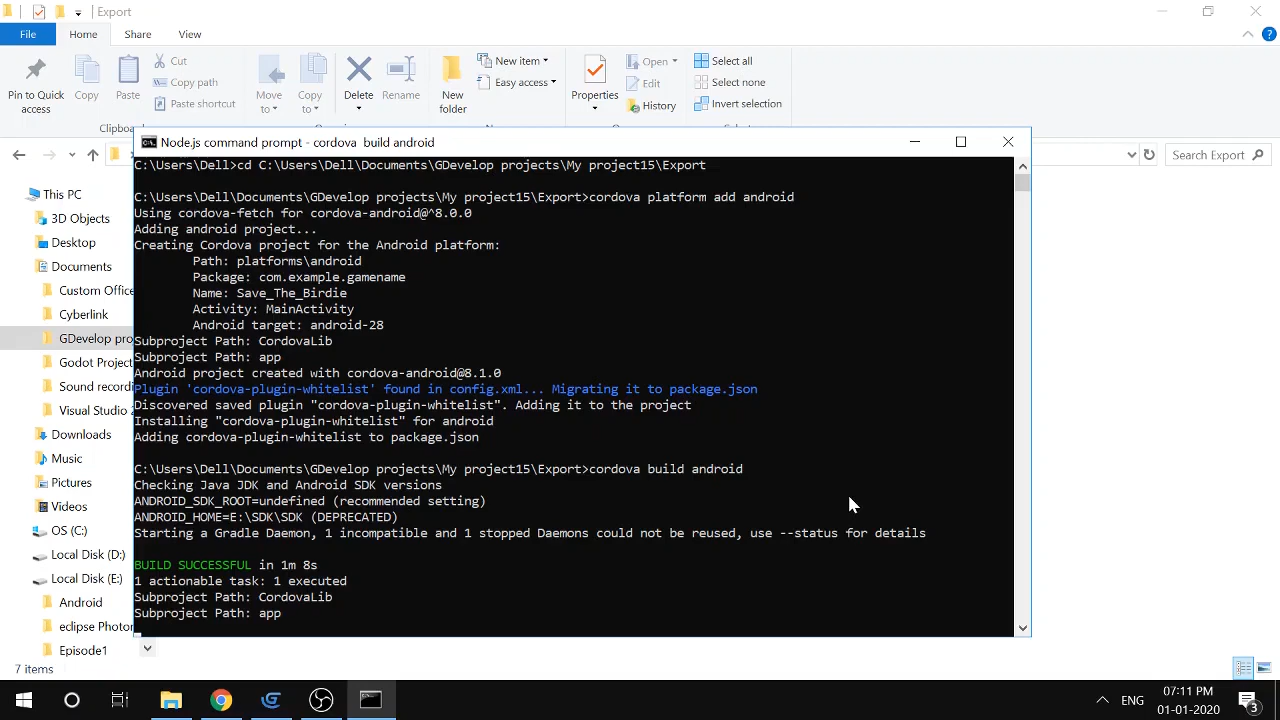 Export
File
Home
Share
View
Pin to Quick
access
Copy
Paste
Cut
Write path
Paste shortcut
Move
to
Copy
to
Delete
Rename
New
folder
New item
Easy access
Properties
Open
Edit
History
Select all
Select none
Invert selection
Clipb
Node.js command prompt - cordova  build android
Search Export
This PC
3D Objects
Desktop
Documents
Custom Office
Cyberlink
GDevelop pro
Godot Project
Sound record
Visual Studio 2
Downloads
Music
Pictures
Videos
OS (C:)
Local Disk (D:)
Local Disk (E:)
Android
eclipse Photon
Episode1
7 items
C:\Users\Dell>cd C:\Users\Dell\Documents\GDevelop projects\My project15\Export
C:\Users\Dell\Documents\GDevelop projects\My project15\Export>cordova platform add android
Using cordova-fetch for cordova-android@^8.0.0
Adding android project...
Creating Cordova project for the Android platform:
Path: platforms\android
Package: com.example.gamename
Name: Save_The_Birdie
Activity: MainActivity
Android target: android-28
Subproject Path: CordovaLib
Subproject Path: app
Android project created with cordova-android@8.1.0
Plugin 'cordova-plugin-whitelist' found in config.xml... Migrating it to package.json
Discovered saved plugin "cordova-plugin-whitelist". Adding it to the project
Installing "cordova-plugin-whitelist" for android
Adding cordova-plugin-whitelist to package.json
C:\Users\Dell\Documents\GDevelop projects\My project15\Export>cordova build android
Checking Java JDK and Android SDK versions
ANDROID_SDK_ROOT=undefined (recommended setting)
ANDROID_HOME=E:\SDK\SDK (DEPRECATED)
Starting a Gradle Daemon, 1 incompatible and 1 stopped Daemons could not be reused, use --status for details
BUILD SUCCESSFUL in 1m 8s
1 actionable task: 1 executed
Subproject Path: CordovaLib
Subproject Path: app
ENG
07:11 PM
01-01-2020
3